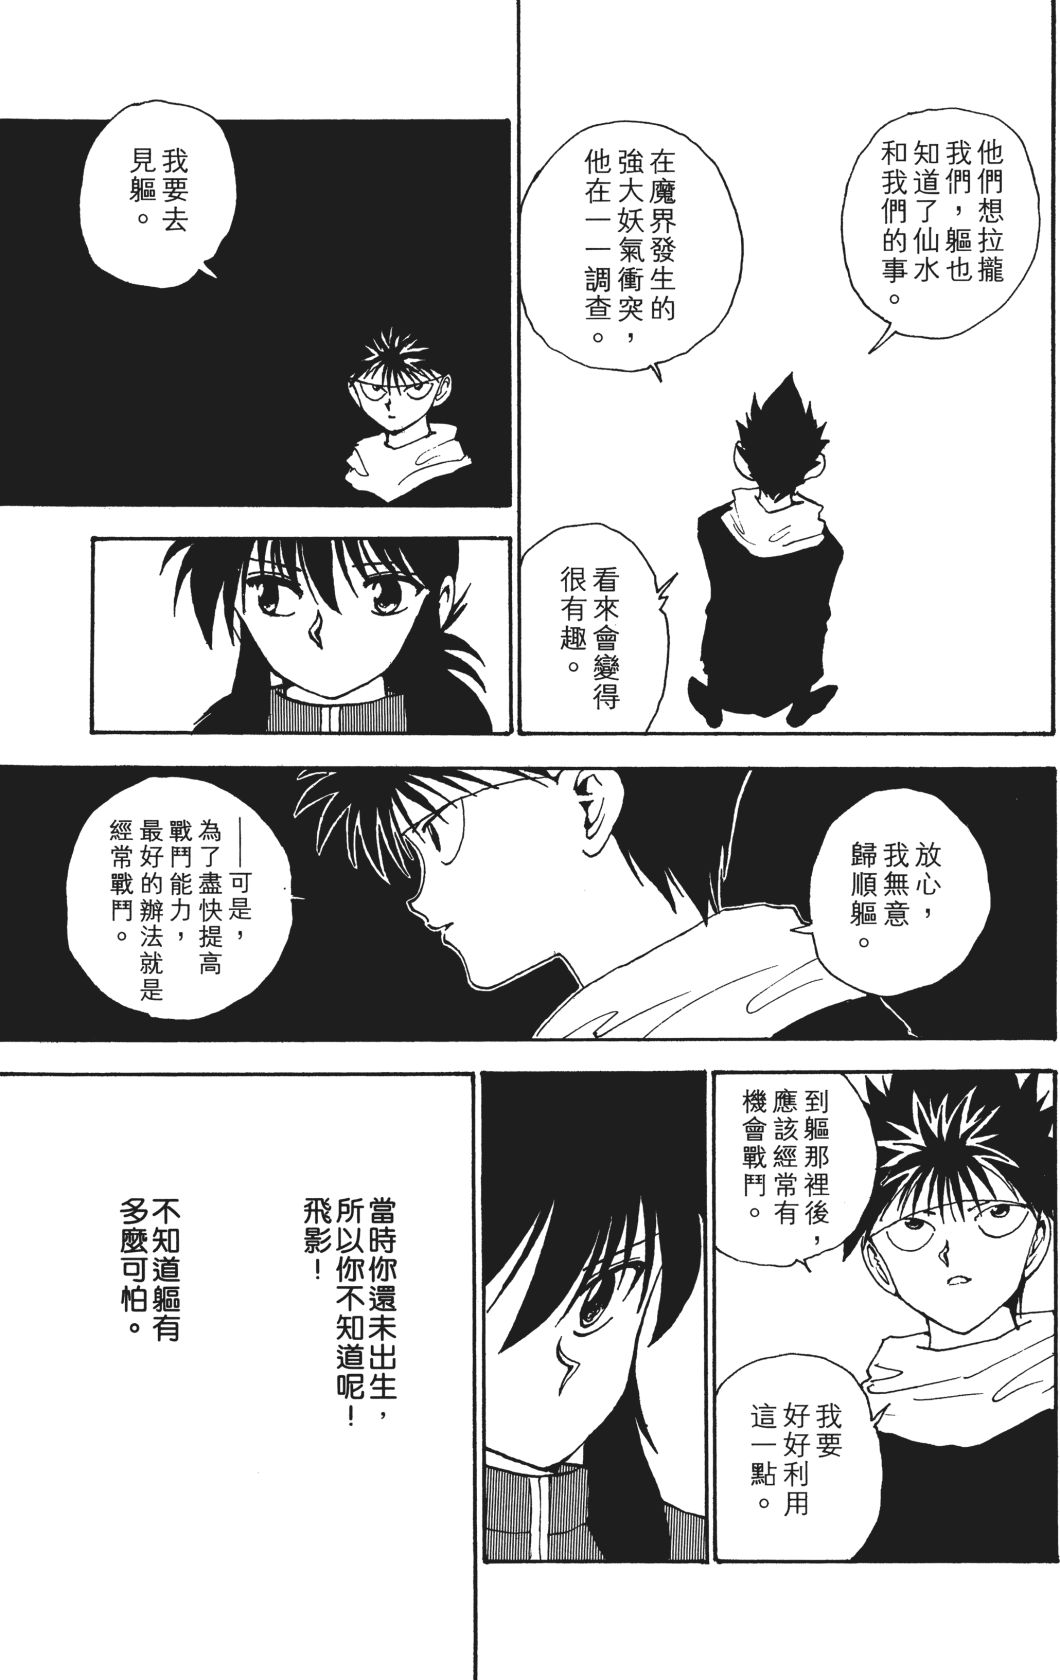 他們想拉攏
我們，軀也
知道了仙水
和我們的事。
在魔界發生的
強大妖氣衝突，
他在一一調查。
看來會變得
很有趣。
我要去
見軀。
放心，
我無意
歸順軀。
——可是，
為了盡快提高
戰鬥能力，
最好的辦法就是
經常戰鬥。
到軀那裡後，
應該經常有
機會戰鬥。
我要
好好利用
這一點。
當時你還未出生，
所以你不知道呢！
飛影！
不知道軀有
多麼可怕。